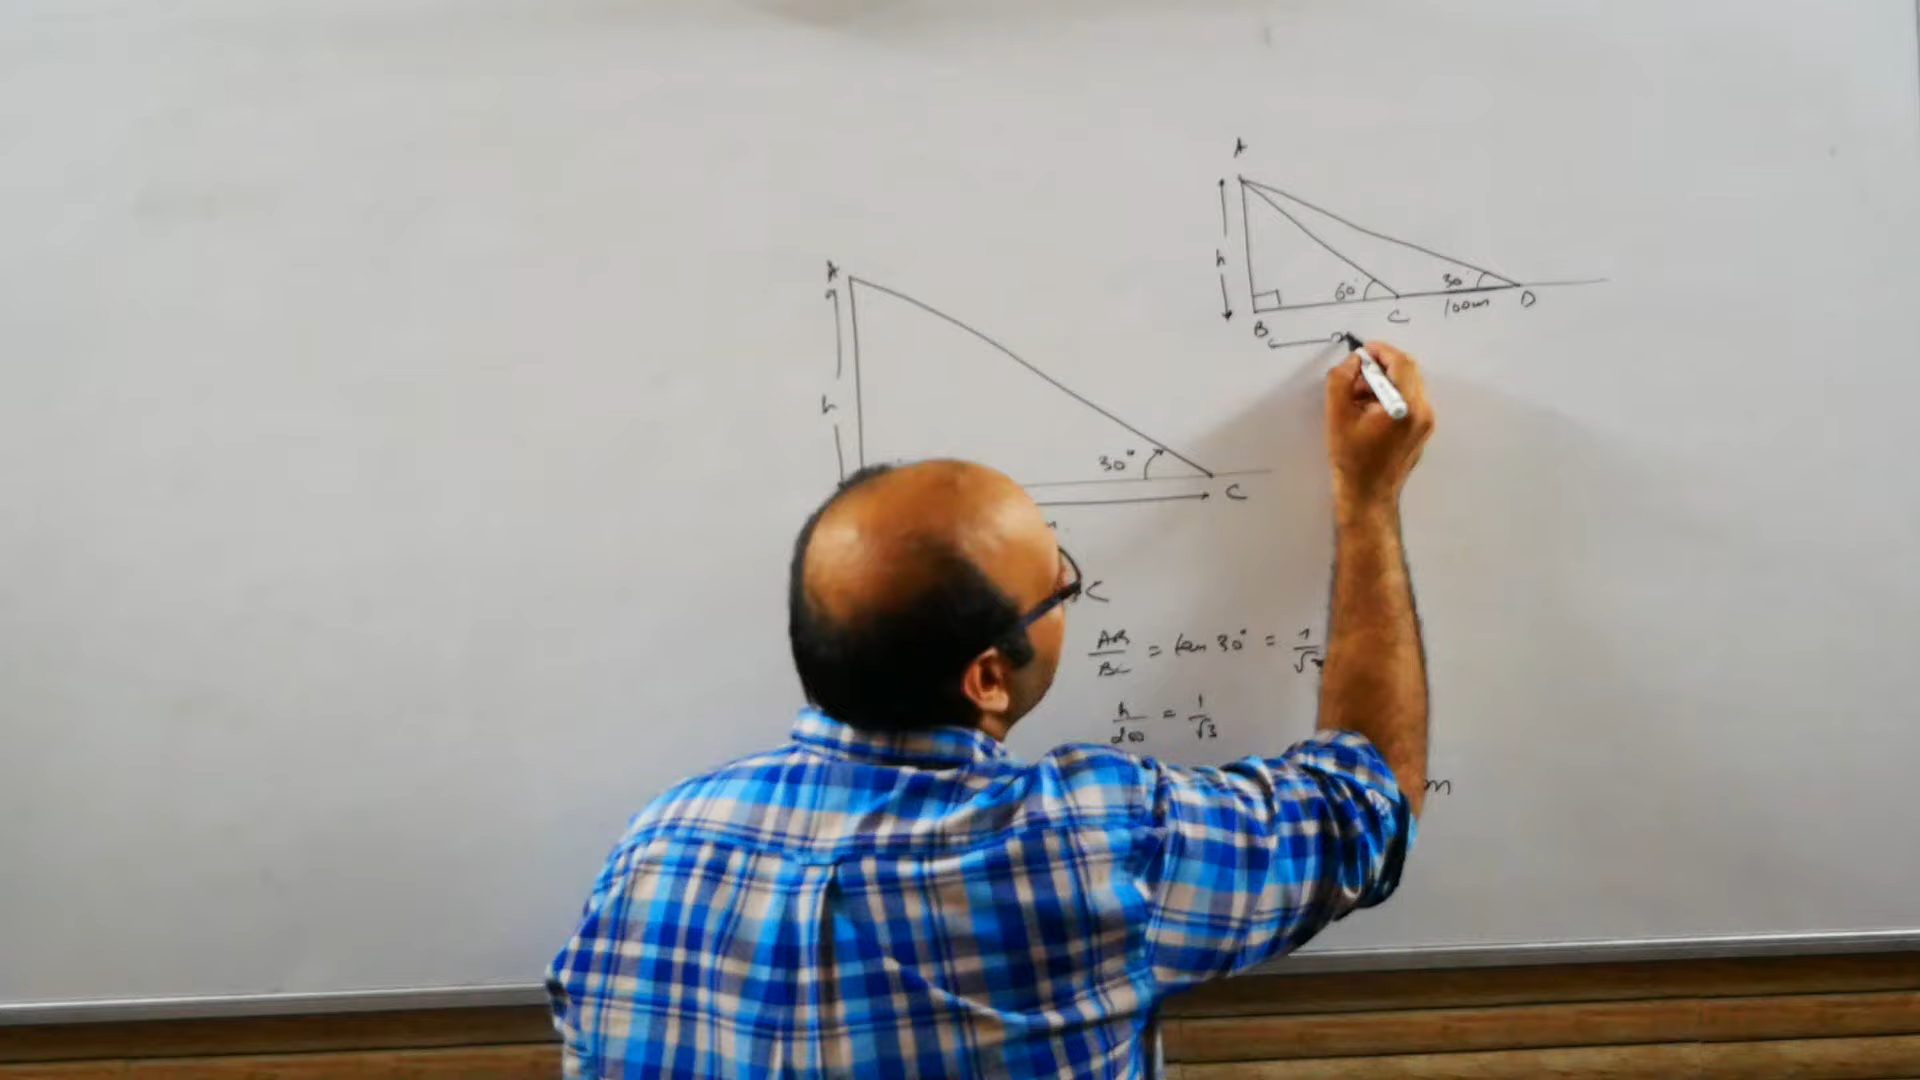 A
h
60°
30°
B
C
100m
D
x
A
h
30°
C
C
AB/BC = tan 30° = 1/√3
h/200 = 1/√3
m